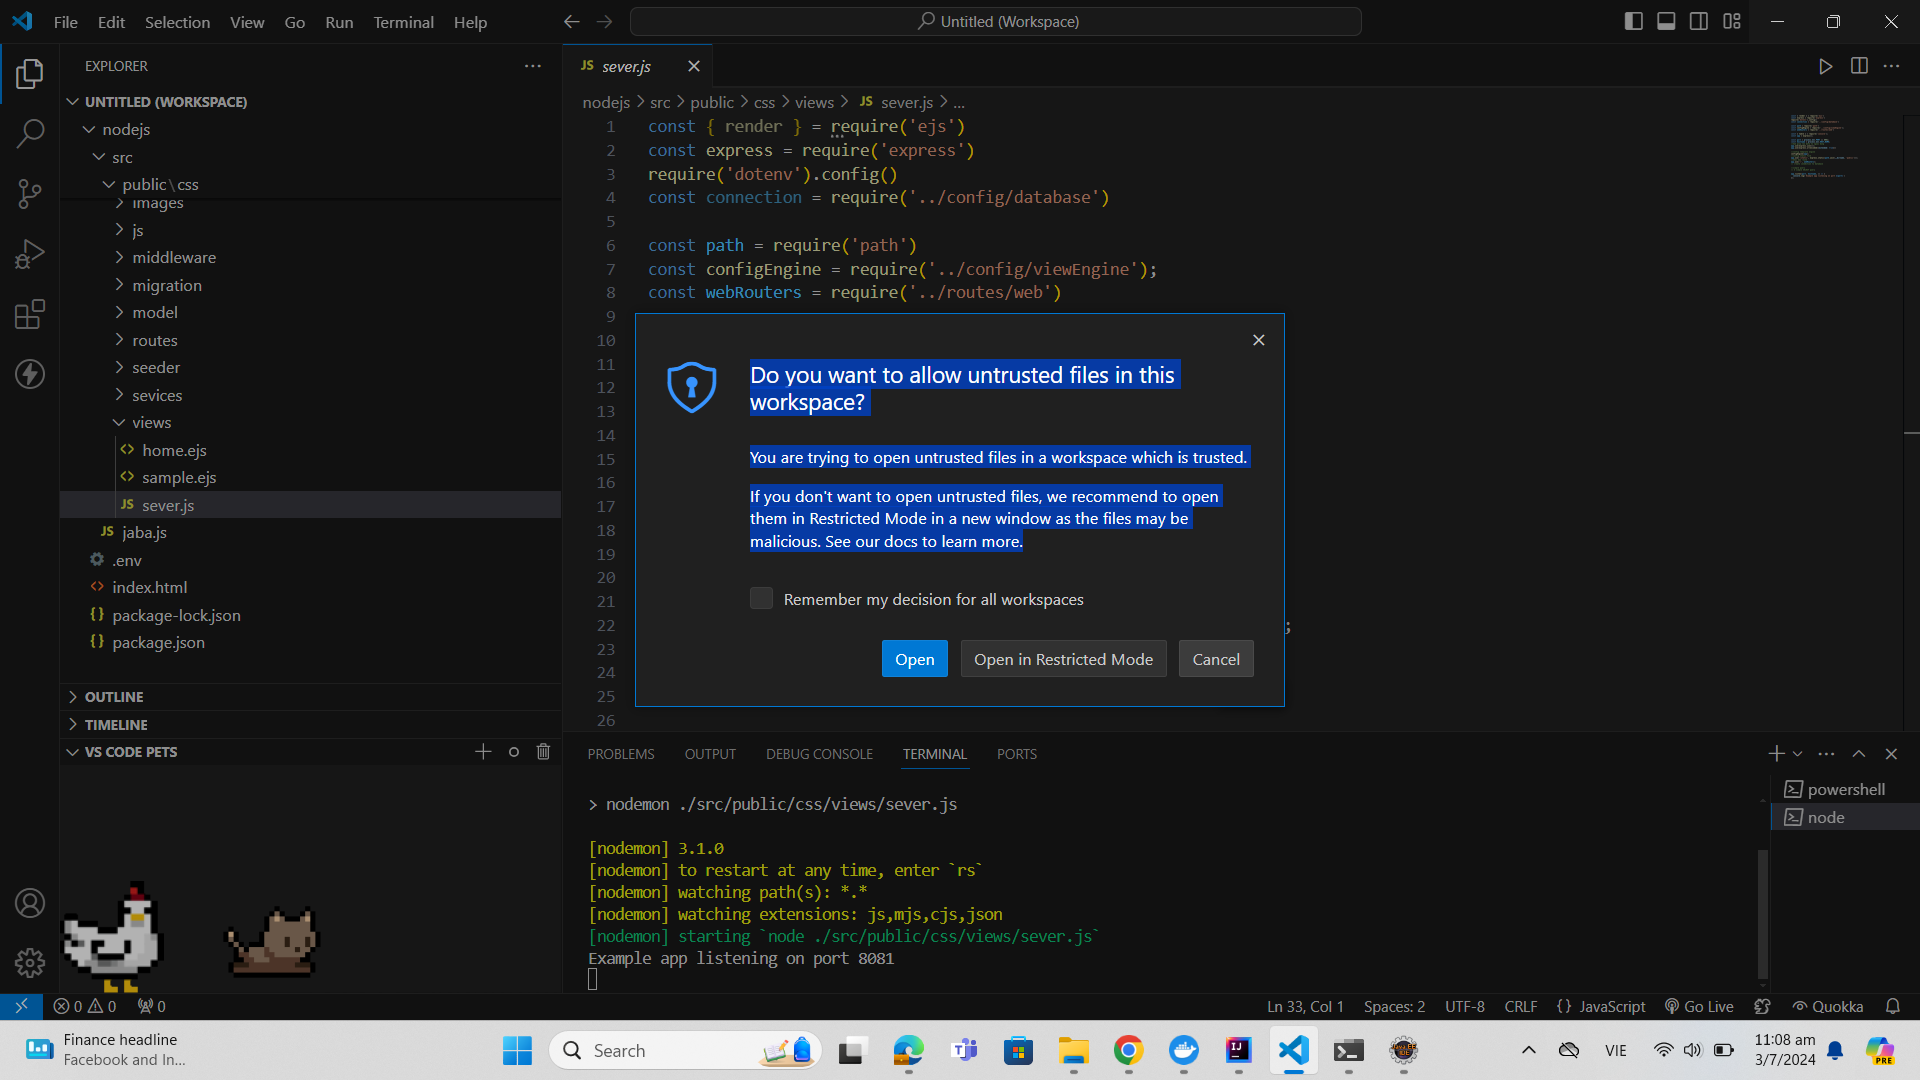 File Edit Selection View Go Run Terminal Help
Untitled (Workspace)
EXPLORER
UNTITLED (WORKSPACE)
nodejs
src
public\css
images
js
middleware
migration
model
routes
seeder
sevices
views
home.ejs
sample.ejs
JS sever.js
JS jaba.js
.env
index.html
package-lock.json
package.json
OUTLINE
TIMELINE
VS CODE PETS
JS sever.js
nodejs > src > public > css > views > JS sever.js > ...
1 const { render } = require('ejs')
2 const express = require('express')
3 require('dotenv').config()
4 const connection = require('../config/database')
5
6 const path = require('path')
7 const configEngine = require('../config/viewEngine');
8 const webRouters = require('../routes/web')
9
10
11
12
13
14
15
16
17
18
19
20
21
22 ;
23
24
25
26
Do you want to allow untrusted files in this
workspace?
You are trying to open untrusted files in a workspace which is trusted.
If you don't want to open untrusted files, we recommend to open
them in Restricted Mode in a new window as the files may be
malicious. See our docs to learn more.
Remember my decision for all workspaces
Open Open in Restricted Mode Cancel
PROBLEMS OUTPUT DEBUG CONSOLE TERMINAL PORTS
> nodemon ./src/public/css/views/sever.js
[nodemon] 3.1.0
[nodemon] to restart at any time, enter `rs`
[nodemon] watching path(s): *.*
[nodemon] watching extensions: js,mjs,cjs,json
[nodemon] starting `node ./src/public/css/views/sever.js`
Example app listening on port 8081
powershell
node
0 0 0
Ln 33, Col 1 Spaces: 2 UTF-8 CRLF {} JavaScript Go Live Quokka
Finance headline
Facebook and In...
Search
VIE
11:08 am
3/7/2024
PRE